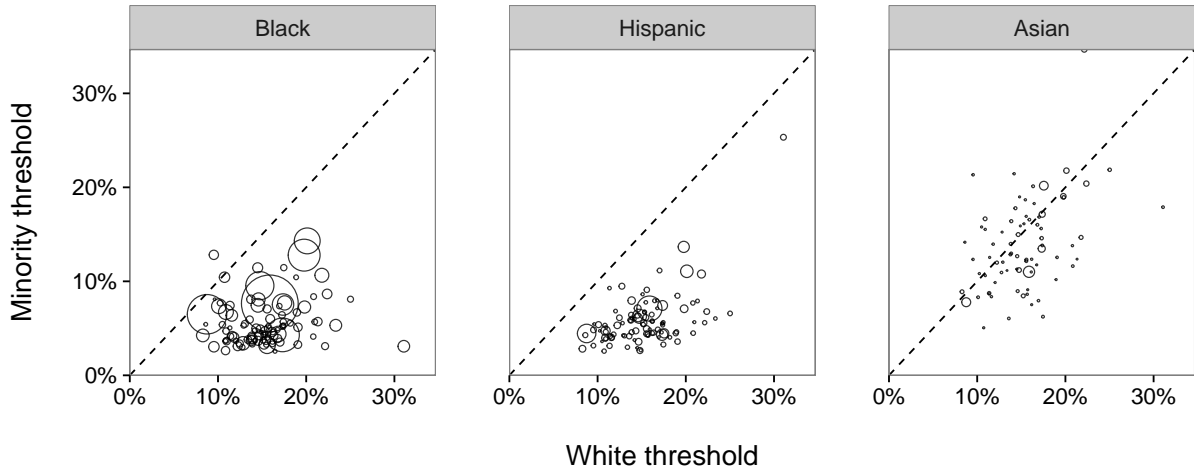 Black Hispanic Asian
Minority threshold
30%
20%
10%
0%
0% 10% 20% 30% 0% 10% 20% 30% 0% 10% 20% 30%
White threshold